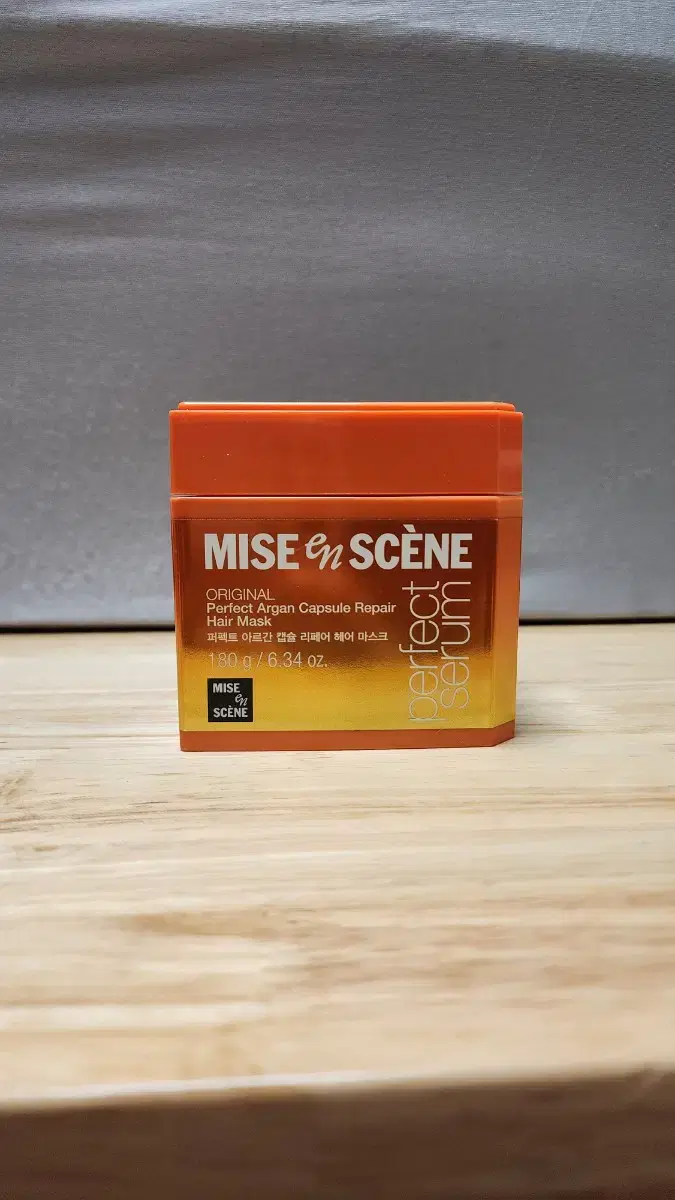 MISE en SCÈNE
ORIGINAL
Perfect Argan Capsule Repair
Hair Mask
퍼펙트 아르간 캡슐 리페어 헤어 마스크
180 g / 6.34 oz.
MISE
en
SCÈNE
perfect
serum